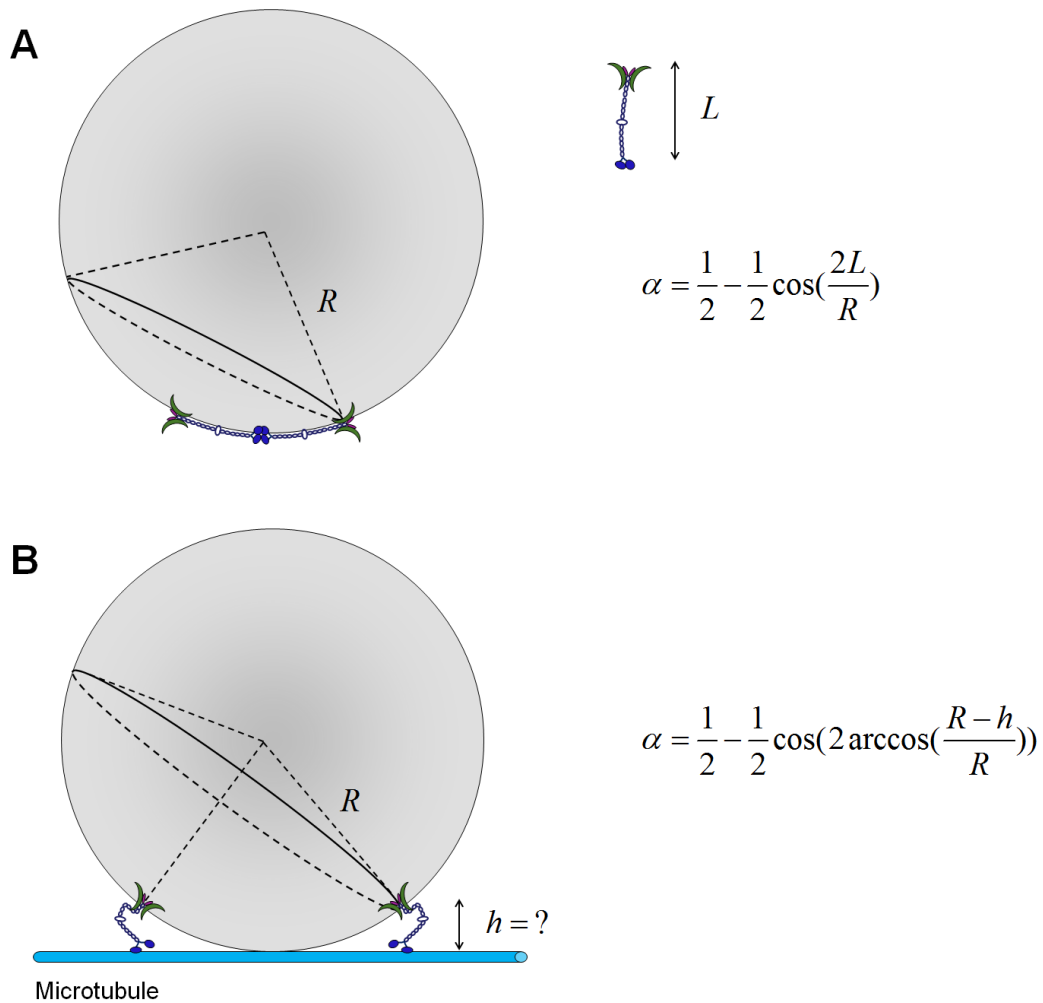 A
L
R
α = 1/2 − 1/2 cos(2L/R)
B
R
α = 1/2 − 1/2 cos(2 arccos((R − h)/R))
h = ?
Microtubule